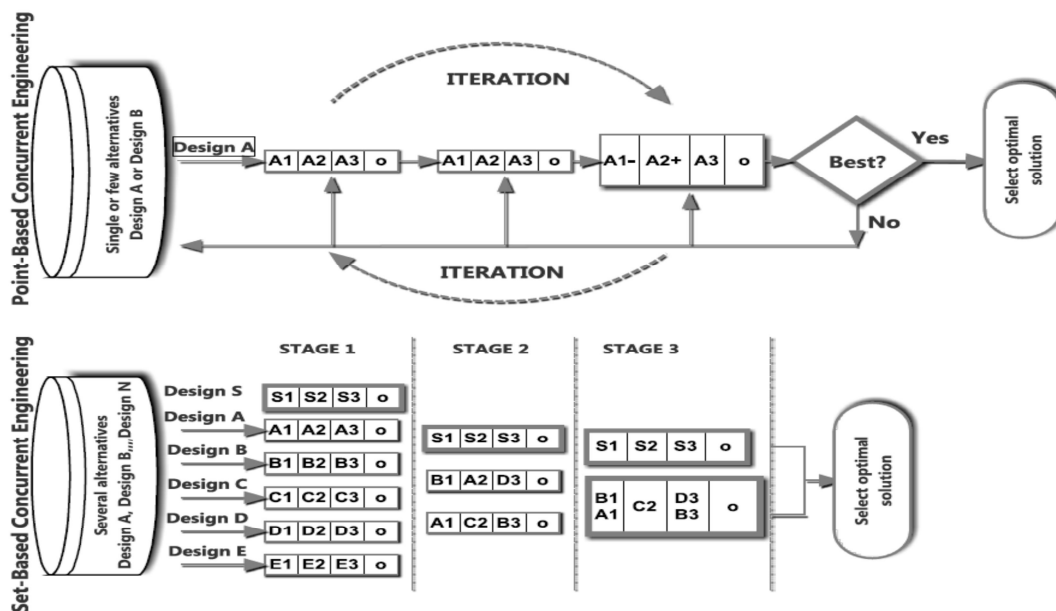 Point-Based Concurrent Engineering
Single or few alternatives
Design A or Design B
ITERATION
Design A
A1 A2 A3 o
A1 A2 A3 o
A1- A2+ A3 o
Best?
Yes
No
Select optimal
solution
ITERATION
Set-Based Concurrent Engineering
Several alternatives
Design A, Design B,,,,Design N
STAGE 1
STAGE 2
STAGE 3
Design S
S1 S2 S3 o
Design A
A1 A2 A3 o
Design B
B1 B2 B3 o
Design C
C1 C2 C3 o
Design D
D1 D2 D3 o
Design E
E1 E2 E3 o
S1 S2 S3 o
B1 A2 D3 o
A1 C2 B3 o
S1 S2 S3 o
B1 C2 D3 o
A1 B3
Select optimal
solution